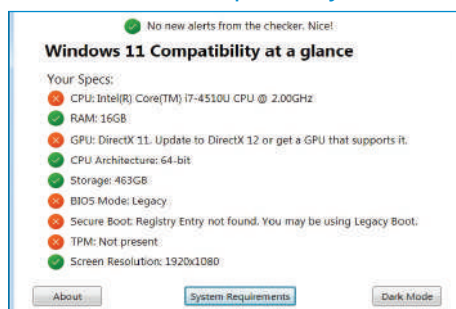 No new alerts from the checker. Nice!
Windows 11 Compatibility at a glance
Your Specs:
CPU: Intel(R) Core(TM) i7-4510U CPU @ 2.00GHz
RAM: 16GB
GPU: DirectX 11. Update to DirectX 12 or get a GPU that supports it.
CPU Architecture: 64-bit
Storage: 463GB
BIOS Mode: Legacy
Secure Boot: Registry Entry not found. You may be using Legacy Boot.
TPM: Not present
Screen Resolution: 1920x1080
About System Requirements Dark Mode